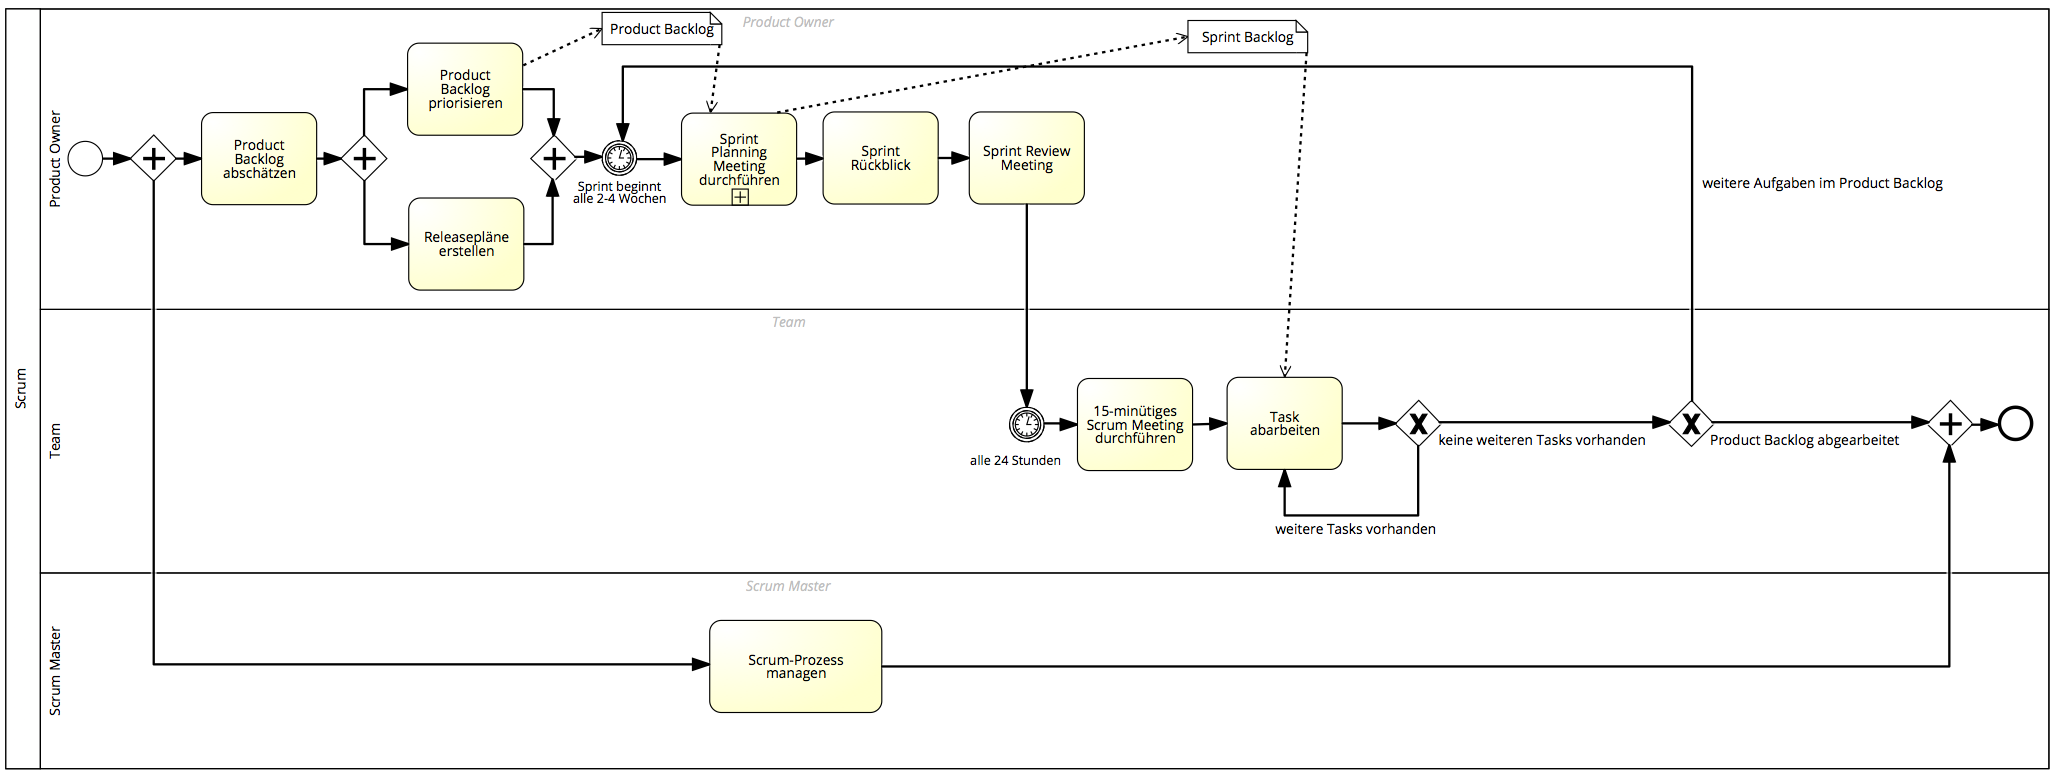 Scrum
Product Owner
Product Owner
Product
Backlog
abschätzen
Product
Backlog
priorisieren
Releasepläne
erstellen
Product Backlog
Sprint beginnt
alle 2-4 Wochen
Sprint
Planning
Meeting
durchführen
Sprint
Rückblick
Sprint Review
Meeting
Sprint Backlog
weitere Aufgaben im Product Backlog
Team
Team
alle 24 Stunden
15-minütiges
Scrum Meeting
durchführen
Task
abarbeiten
weitere Tasks vorhanden
keine weiteren Tasks vorhanden
Product Backlog abgearbeitet
Scrum Master
Scrum Master
Scrum-Prozess
managen